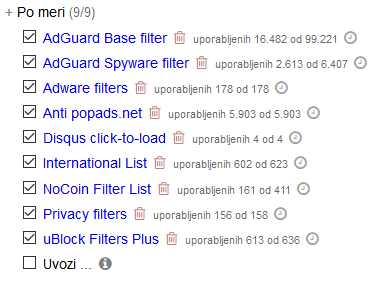 + Po meri (9/9)
AdGuard Base filter uporabljenih 16.482 od 99.221
AdGuard Spyware filter uporabljenih 2.613 od 6.407
Adware filters uporabljenih 178 od 178
Anti popads.net uporabljenih 5.903 od 5.903
Disqus click-to-load uporabljenih 4 od 4
International List uporabljenih 602 od 623
NoCoin Filter List uporabljenih 161 od 411
Privacy filters uporabljenih 156 od 158
uBlock Filters Plus uporabljenih 613 od 636
Uvozi ...